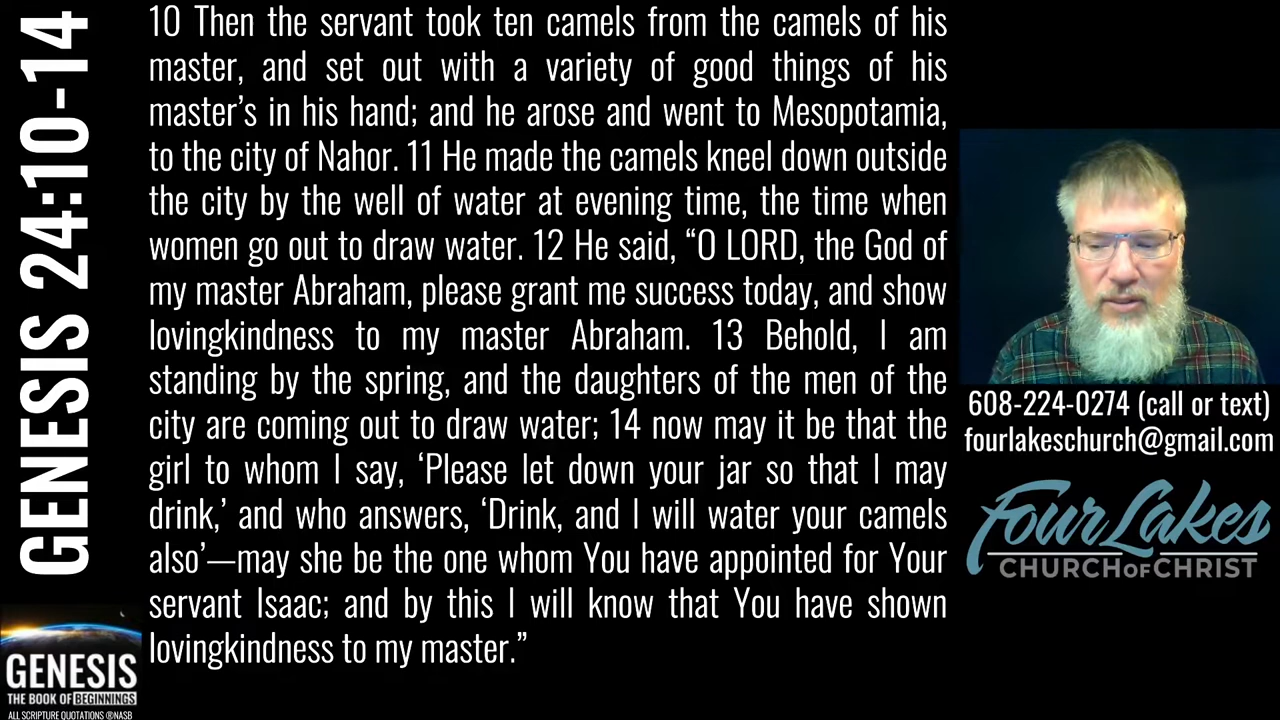 GENESIS 24:10-14
10 Then the servant took ten camels from the camels of his
master, and set out with a variety of good things of his
master’s in his hand; and he arose and went to Mesopotamia,
to the city of Nahor. 11 He made the camels kneel down outside
the city by the well of water at evening time, the time when
women go out to draw water. 12 He said, “O LORD, the God of
my master Abraham, please grant me success today, and show
lovingkindness to my master Abraham. 13 Behold, I am
standing by the spring, and the daughters of the men of the
city are coming out to draw water; 14 now may it be that the
girl to whom I say, ‘Please let down your jar so that I may
drink,’ and who answers, ‘Drink, and I will water your camels
also’—may she be the one whom You have appointed for Your
servant Isaac; and by this I will know that You have shown
lovingkindness to my master.”
608-224-0274 (call or text)
fourlakeschurch@gmail.com
Four Lakes
CHURCH OF CHRIST
GENESIS
THE BOOK OF BEGINNINGS
ALL SCRIPTURE QUOTATIONS ®NASB